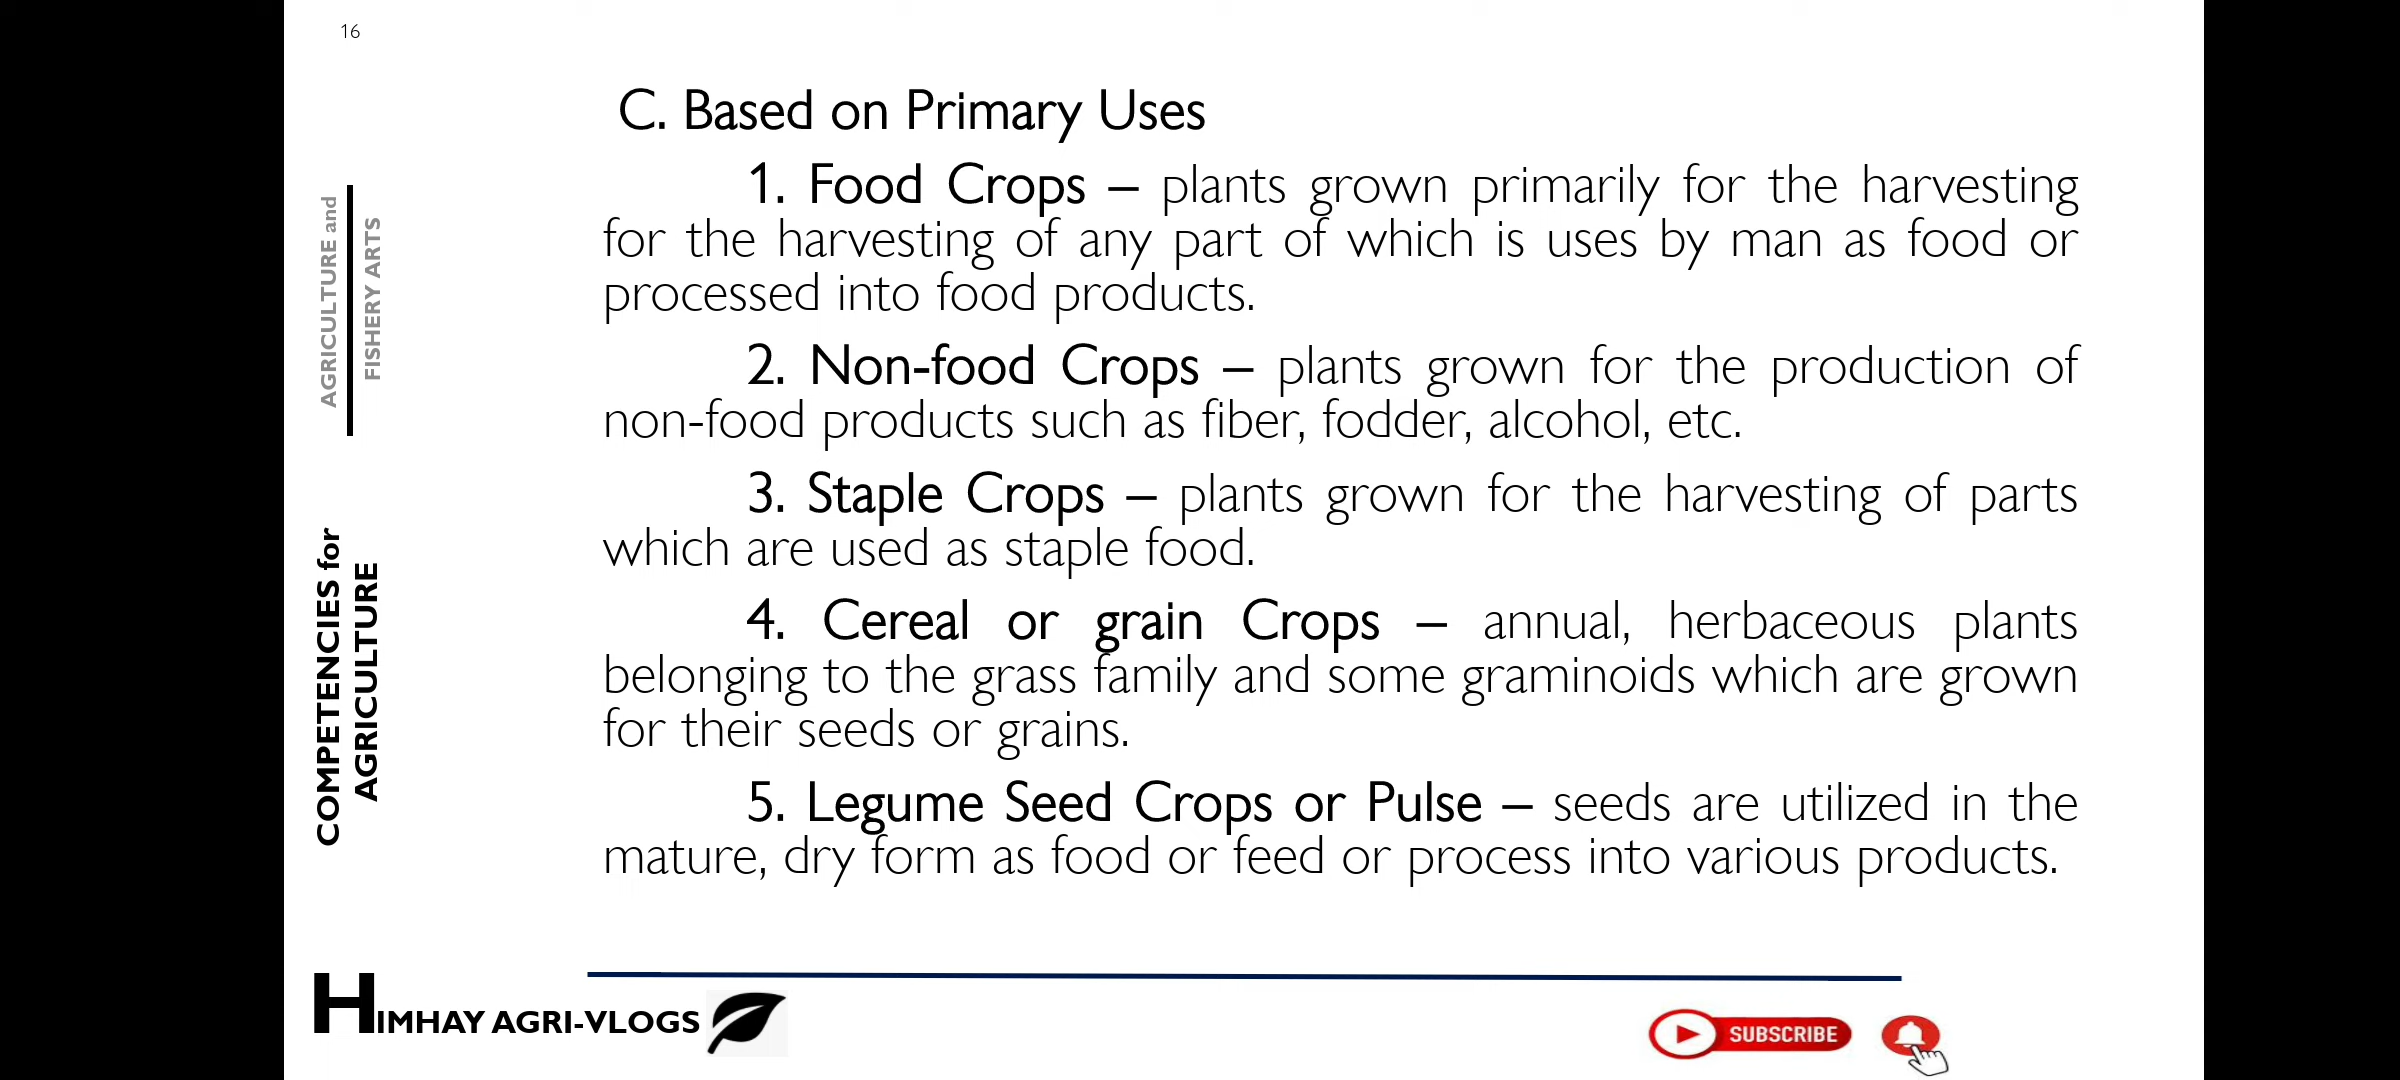 16
AGRICULTURE and
FISHERY ARTS
COMPETENCIES for
AGRICULTURE
C. Based on Primary Uses
1. Food Crops – plants grown primarily for the harvesting
for the harvesting of any part of which is uses by man as food or
processed into food products.
2. Non-food Crops – plants grown for the production of
non-food products such as fiber, fodder, alcohol, etc.
3. Staple Crops – plants grown for the harvesting of parts
which are used as staple food.
4. Cereal or grain Crops – annual, herbaceous plants
belonging to the grass family and some graminoids which are grown
for their seeds or grains.
5. Legume Seed Crops or Pulse – seeds are utilized in the
mature, dry form as food or feed or process into various products.
HIMHAY AGRI-VLOGS
SUBSCRIBE